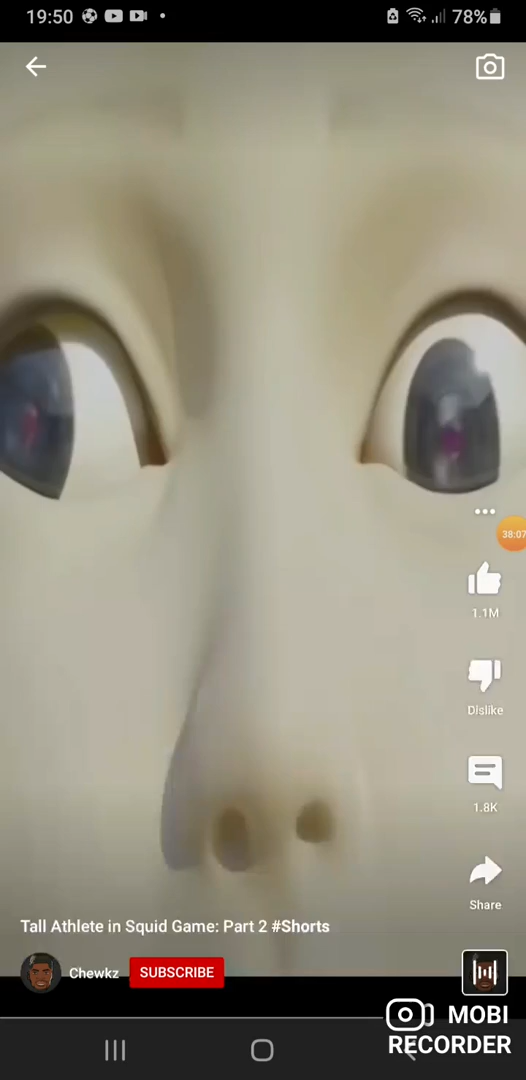 19:50
78%
38:07
1.1M
Dislike
1.8K
Share
Tall Athlete in Squid Game: Part 2 #Shorts
Chewkz
SUBSCRIBE
MOBI
RECORDER